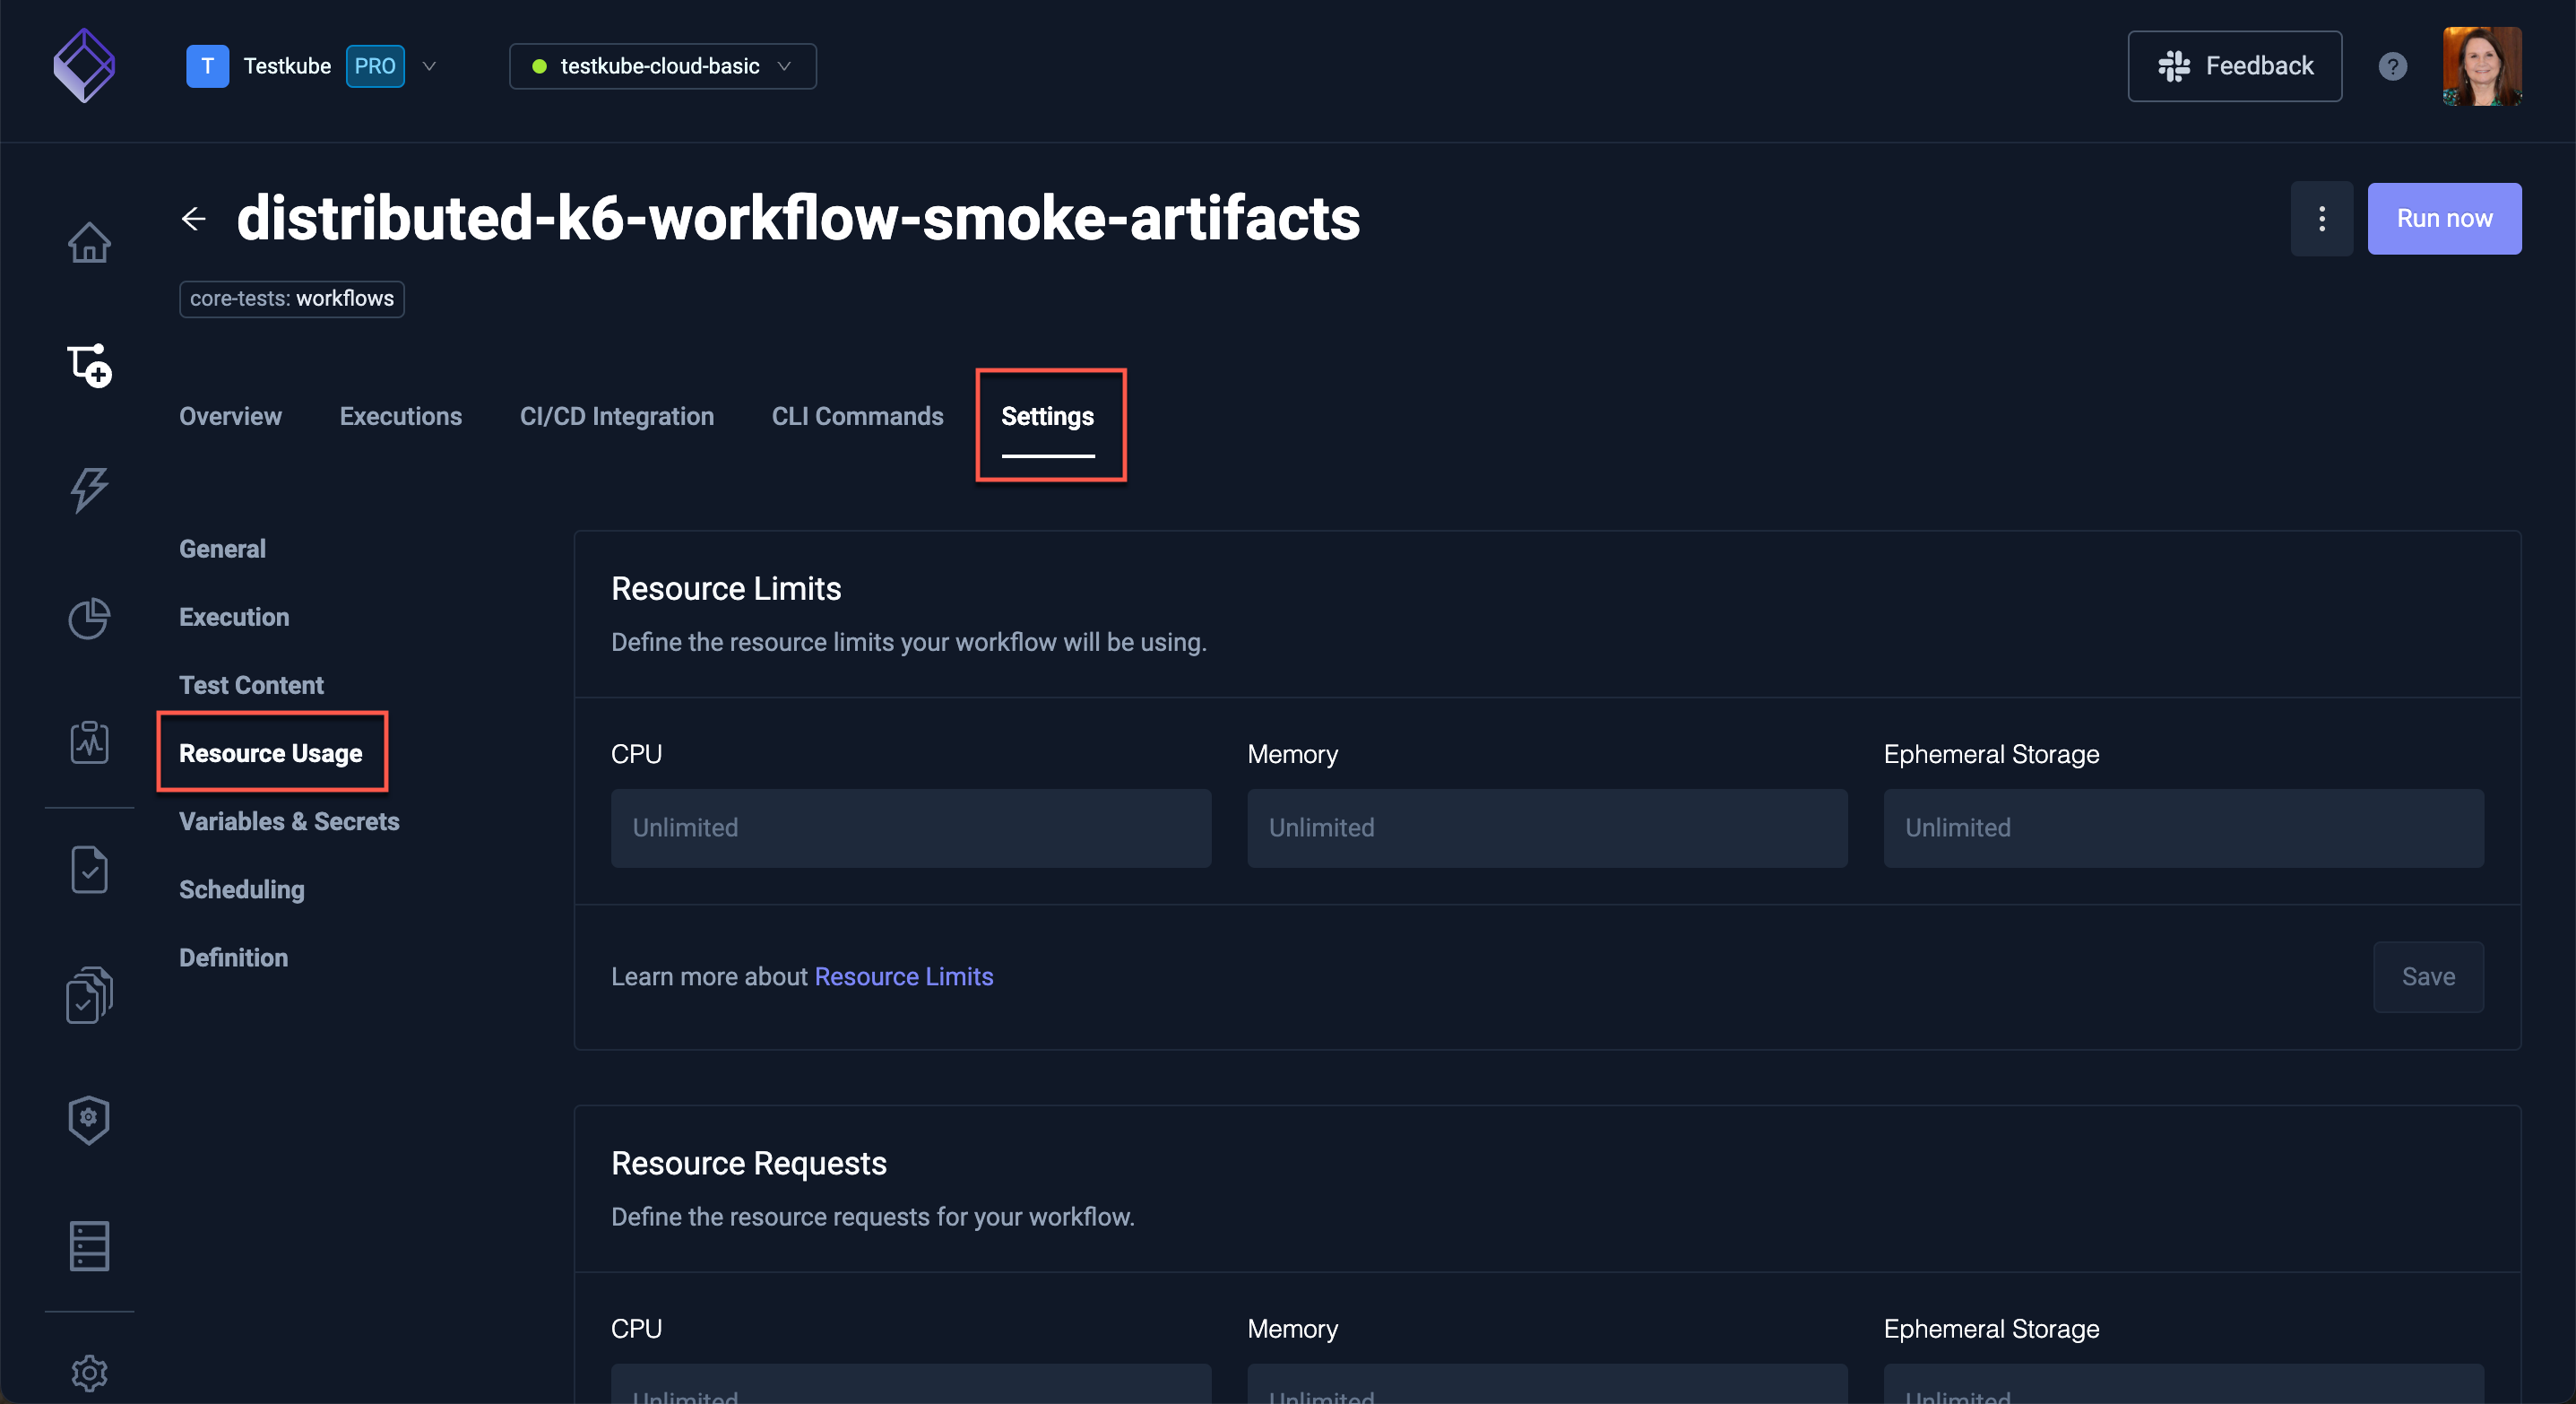 T Testkube PRO testkube-cloud-basic Feedback ?
distributed-k6-workflow-smoke-artifacts Run now
core-tests: workflows
Overview Executions CI/CD Integration CLI Commands Settings
General
Execution
Test Content
Resource Usage
Variables & Secrets
Scheduling
Definition
Resource Limits
Define the resource limits your workflow will be using.
CPU Memory Ephemeral Storage
Unlimited Unlimited Unlimited
Learn more about Resource Limits Save
Resource Requests
Define the resource requests for your workflow.
CPU Memory Ephemeral Storage
Unlimited Unlimited Unlimited